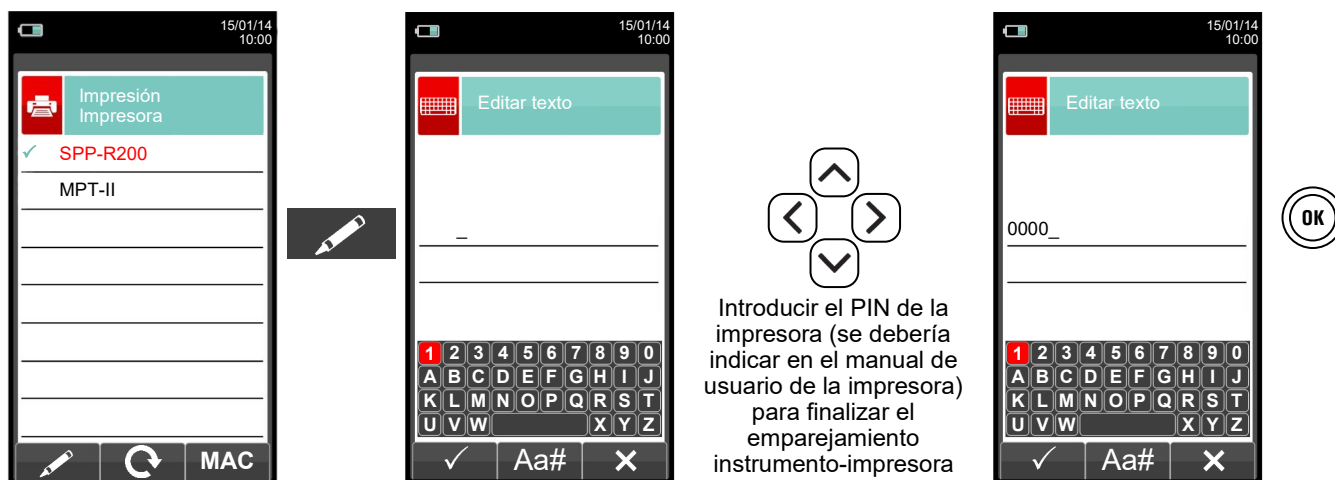 15/01/14
10:00
Impresión
Impresora
SPP-R200
MPT-II
MAC
15/01/14
10:00
Editar texto
_
1 2 3 4 5 6 7 8 9 0
A B C D E F G H I J
K L M N O P Q R S T
U V W X Y Z
Aa#
Introducir el PIN de la
impresora (se debería
indicar en el manual de
usuario de la impresora)
para finalizar el
emparejamiento
instrumento-impresora
15/01/14
10:00
Editar texto
0000_
1 2 3 4 5 6 7 8 9 0
A B C D E F G H I J
K L M N O P Q R S T
U V W X Y Z
Aa#
OK